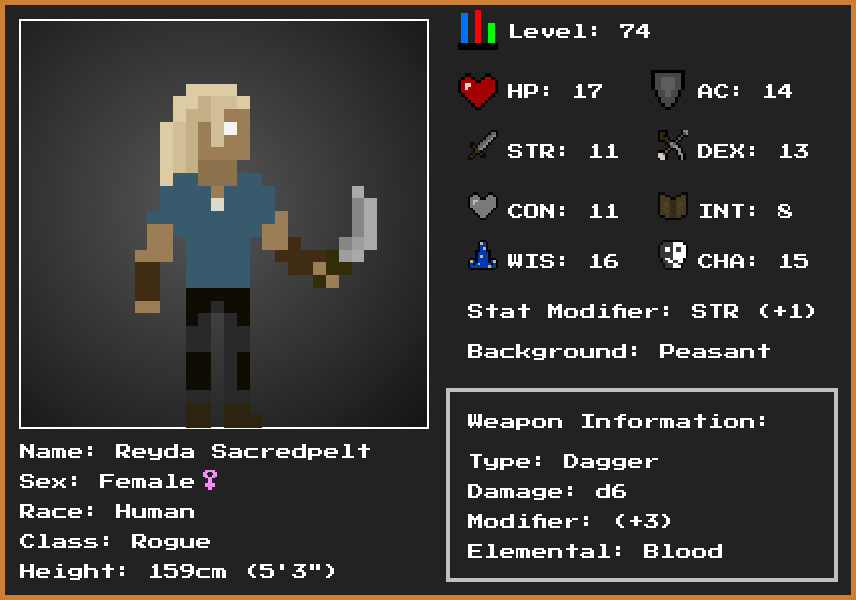 Level: 74
HP: 17 AC: 14
STR: 11 DEX: 13
CON: 11 INT: 8
WIS: 16 CHA: 15
Stat Modifier: STR (+1)
Background: Peasant
Weapon Information:
Type: Dagger
Damage: d6
Modifier: (+3)
Elemental: Blood
Name: Reyda Sacredpelt
Sex: Female♀
Race: Human
Class: Rogue
Height: 159cm (5'3")